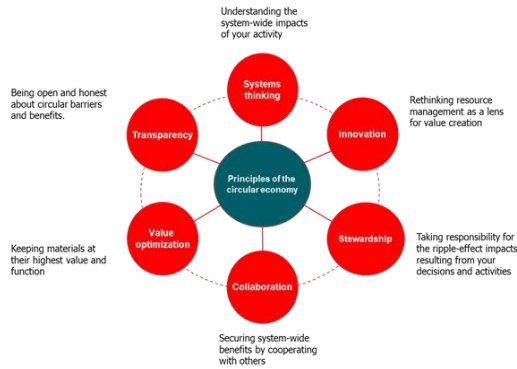 Understanding the
system-wide impacts
of your activity
Systems
thinking
Being open and honest
about circular barriers
and benefits.
Transparency
Innovation
Rethinking resource
management as a lens
for value creation
Principles of the
circular economy
Value
optimization
Stewardship
Keeping materials at
their highest value and
function
Taking responsibility for
the ripple-effect impacts
resulting from your
decisions and activities
Collaboration
Securing system-wide
benefits by cooperating
with others